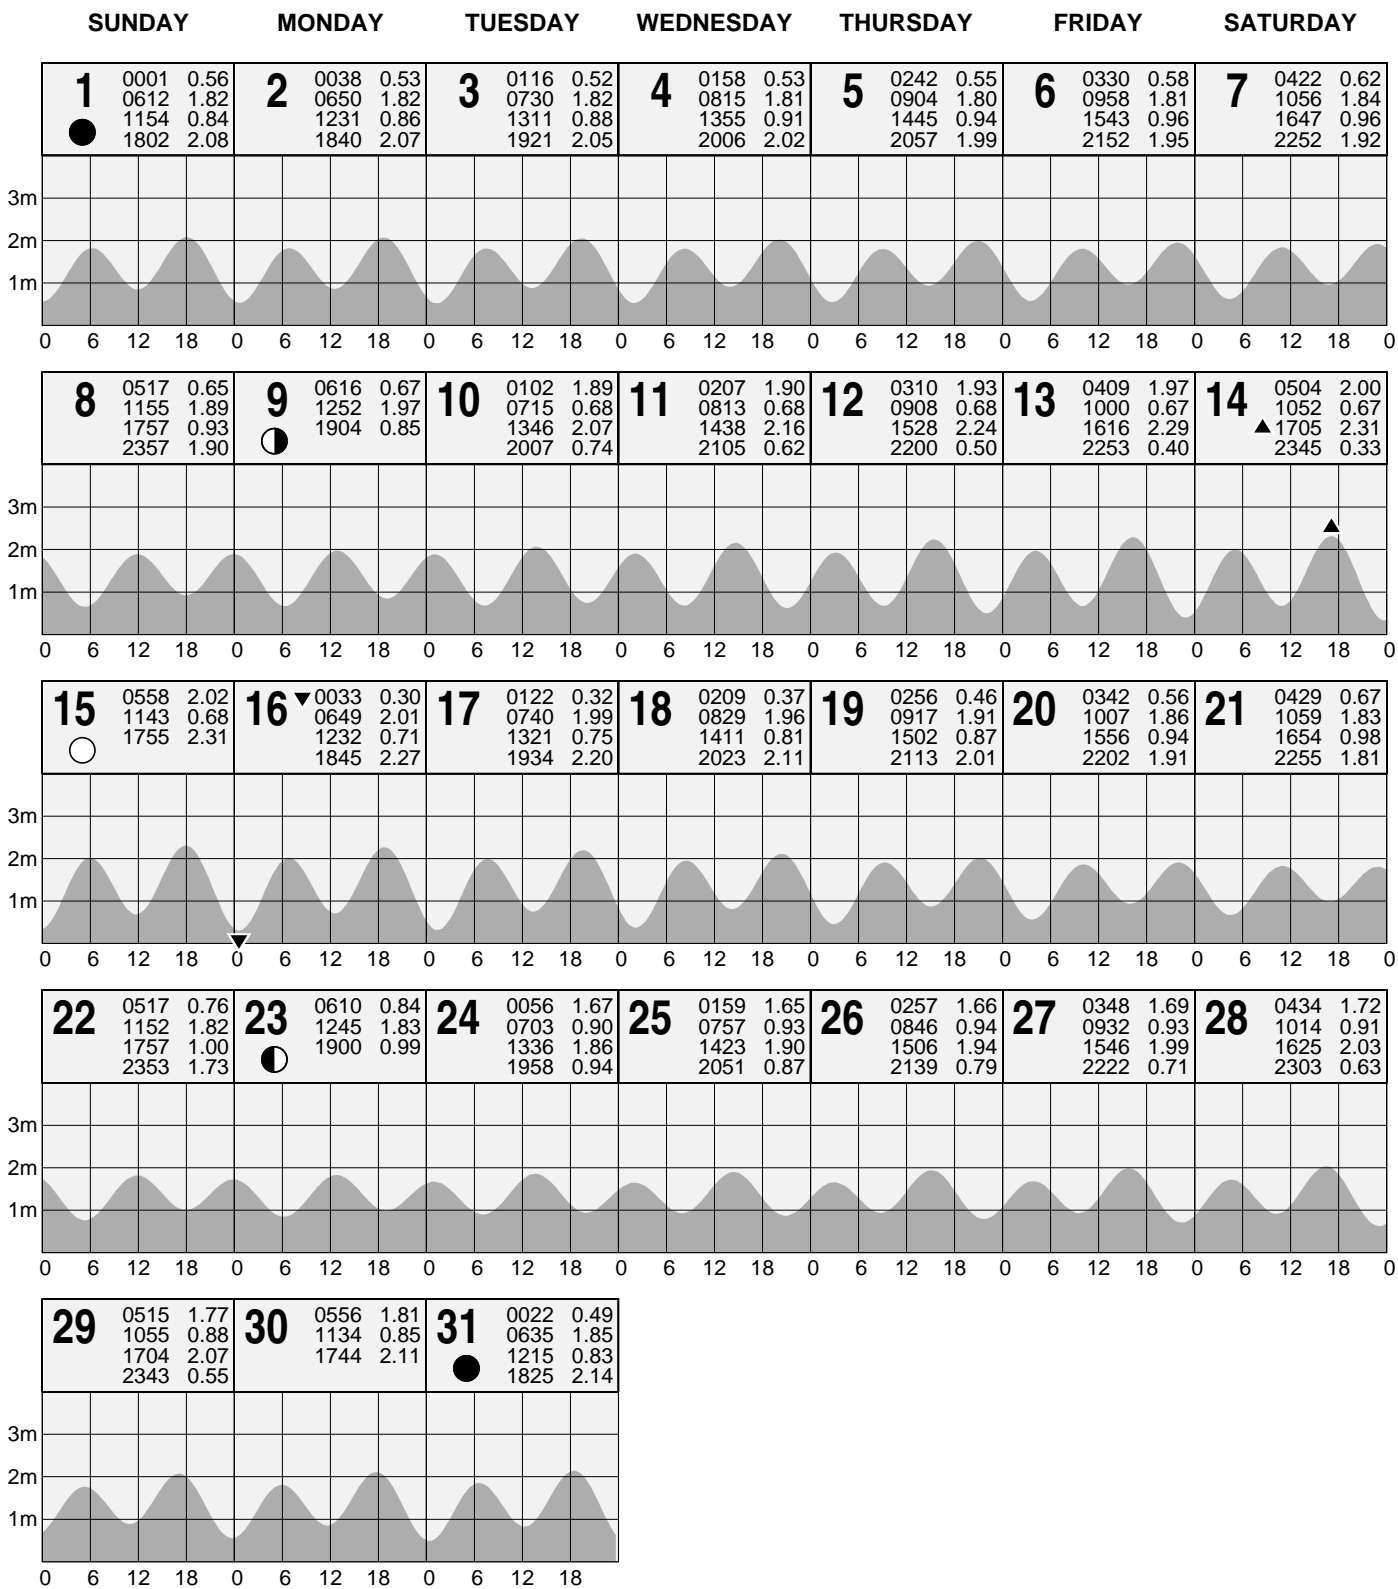 SUNDAY MONDAY TUESDAY WEDNESDAY THURSDAY FRIDAY SATURDAY
1 0001 0.56 2 0038 0.53 3 0116 0.52 4 0158 0.53 5 0242 0.55 6 0330 0.58 7 0422 0.62
0612 1.82 0650 1.82 0730 1.82 0815 1.81 0904 1.80 0958 1.81 1056 1.84
1154 0.84 1231 0.86 1311 0.88 1355 0.91 1445 0.94 1543 0.96 1647 0.96
1802 2.08 1840 2.07 1921 2.05 2006 2.02 2057 1.99 2152 1.95 2252 1.92
3m
2m
1m
0 6 12 18 0 6 12 18 0 6 12 18 0 6 12 18 0 6 12 18 0 6 12 18 0 6 12 18 0
8 0517 0.65 9 0616 0.67 10 0102 1.89 11 0207 1.90 12 0310 1.93 13 0409 1.97 14 0504 2.00
1155 1.89 1252 1.97 0715 0.68 0813 0.68 0908 0.68 1000 0.67 1052 0.67
1757 0.93 1904 0.85 1346 2.07 1438 2.16 1528 2.24 1616 2.29 1705 2.31
2357 1.90 2007 0.74 2105 0.62 2200 0.50 2253 0.40 2345 0.33
3m
2m
1m
0 6 12 18 0 6 12 18 0 6 12 18 0 6 12 18 0 6 12 18 0 6 12 18 0 6 12 18 0
15 0558 2.02 16 0033 0.30 17 0122 0.32 18 0209 0.37 19 0256 0.46 20 0342 0.56 21 0429 0.67
1143 0.68 0649 2.01 0740 1.99 0829 1.96 0917 1.91 1007 1.86 1059 1.83
1755 2.31 1232 0.71 1321 0.75 1411 0.81 1502 0.87 1556 0.94 1654 0.98
1845 2.27 1934 2.20 2023 2.11 2113 2.01 2202 1.91 2255 1.81
3m
2m
1m
0 6 12 18 0 6 12 18 0 6 12 18 0 6 12 18 0 6 12 18 0 6 12 18 0 6 12 18 0
22 0517 0.76 23 0610 0.84 24 0056 1.67 25 0159 1.65 26 0257 1.66 27 0348 1.69 28 0434 1.72
1152 1.82 1245 1.83 0703 0.90 0757 0.93 0846 0.94 0932 0.93 1014 0.91
1757 1.00 1900 0.99 1336 1.86 1423 1.90 1506 1.94 1546 1.99 1625 2.03
2353 1.73 1958 0.94 2051 0.87 2139 0.79 2222 0.71 2303 0.63
3m
2m
1m
0 6 12 18 0 6 12 18 0 6 12 18 0 6 12 18 0 6 12 18 0 6 12 18 0 6 12 18 0
29 0515 1.77 30 0556 1.81 31 0022 0.49
1055 0.88 1134 0.85 0635 1.85
1704 2.07 1744 2.11 1215 0.83
2343 0.55 1825 2.14
3m
2m
1m
0 6 12 18 0 6 12 18 0 6 12 18